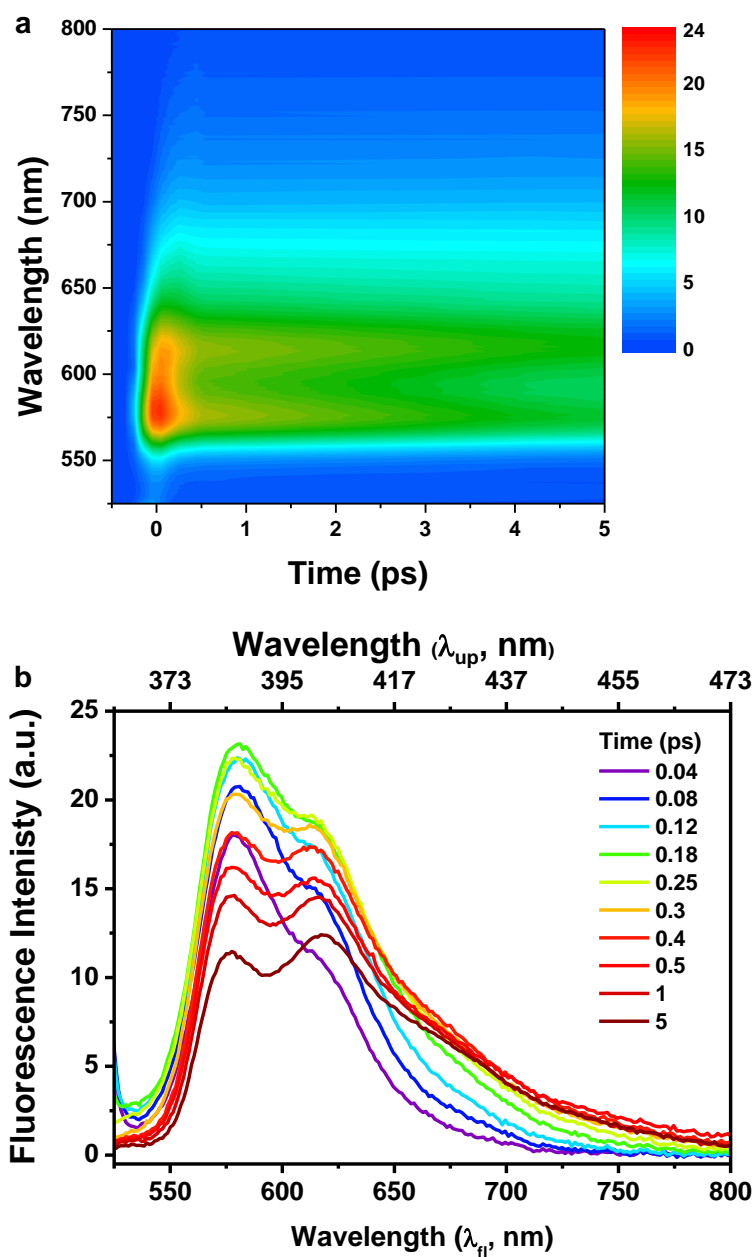 a
800
750
700
650
600
550
Wavelength (nm)
0 1 2 3 4 5
Time (ps)
24
20
15
10
5
0
b
Wavelength (λup, nm)
373 395 417 437 455 473
25
20
15
10
5
0
Fluorescence Intenisty (a.u.)
Time (ps)
0.04
0.08
0.12
0.18
0.25
0.3
0.4
0.5
1
5
550 600 650 700 750 800
Wavelength (λfl, nm)